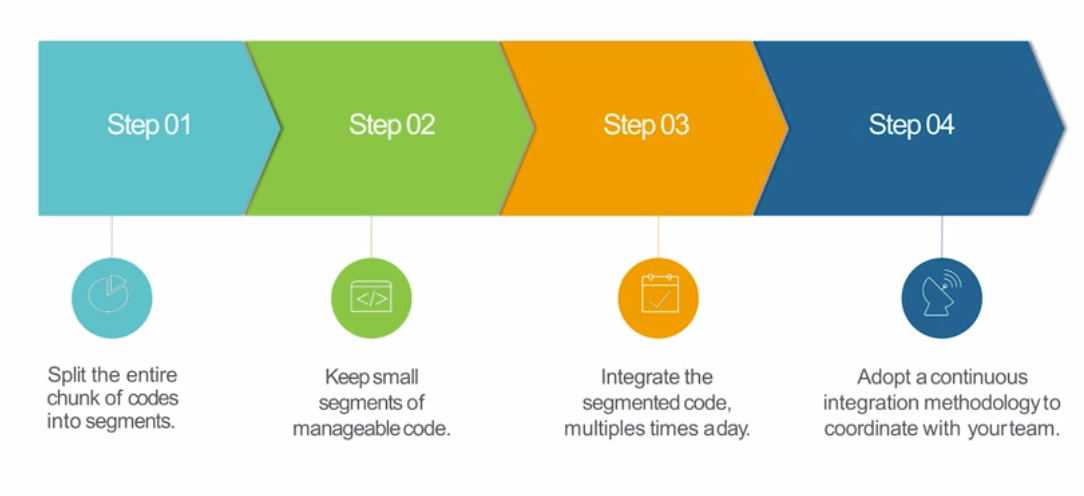 Step 01
Step 02
Step 03
Step 04
</>
Split the entire
chunk of codes
into segments.
Keep small
segments of
manageable code.
Integrate the
segmented code,
multiples times a day.
Adopt a continuous
integration methodology to
coordinate with your team.